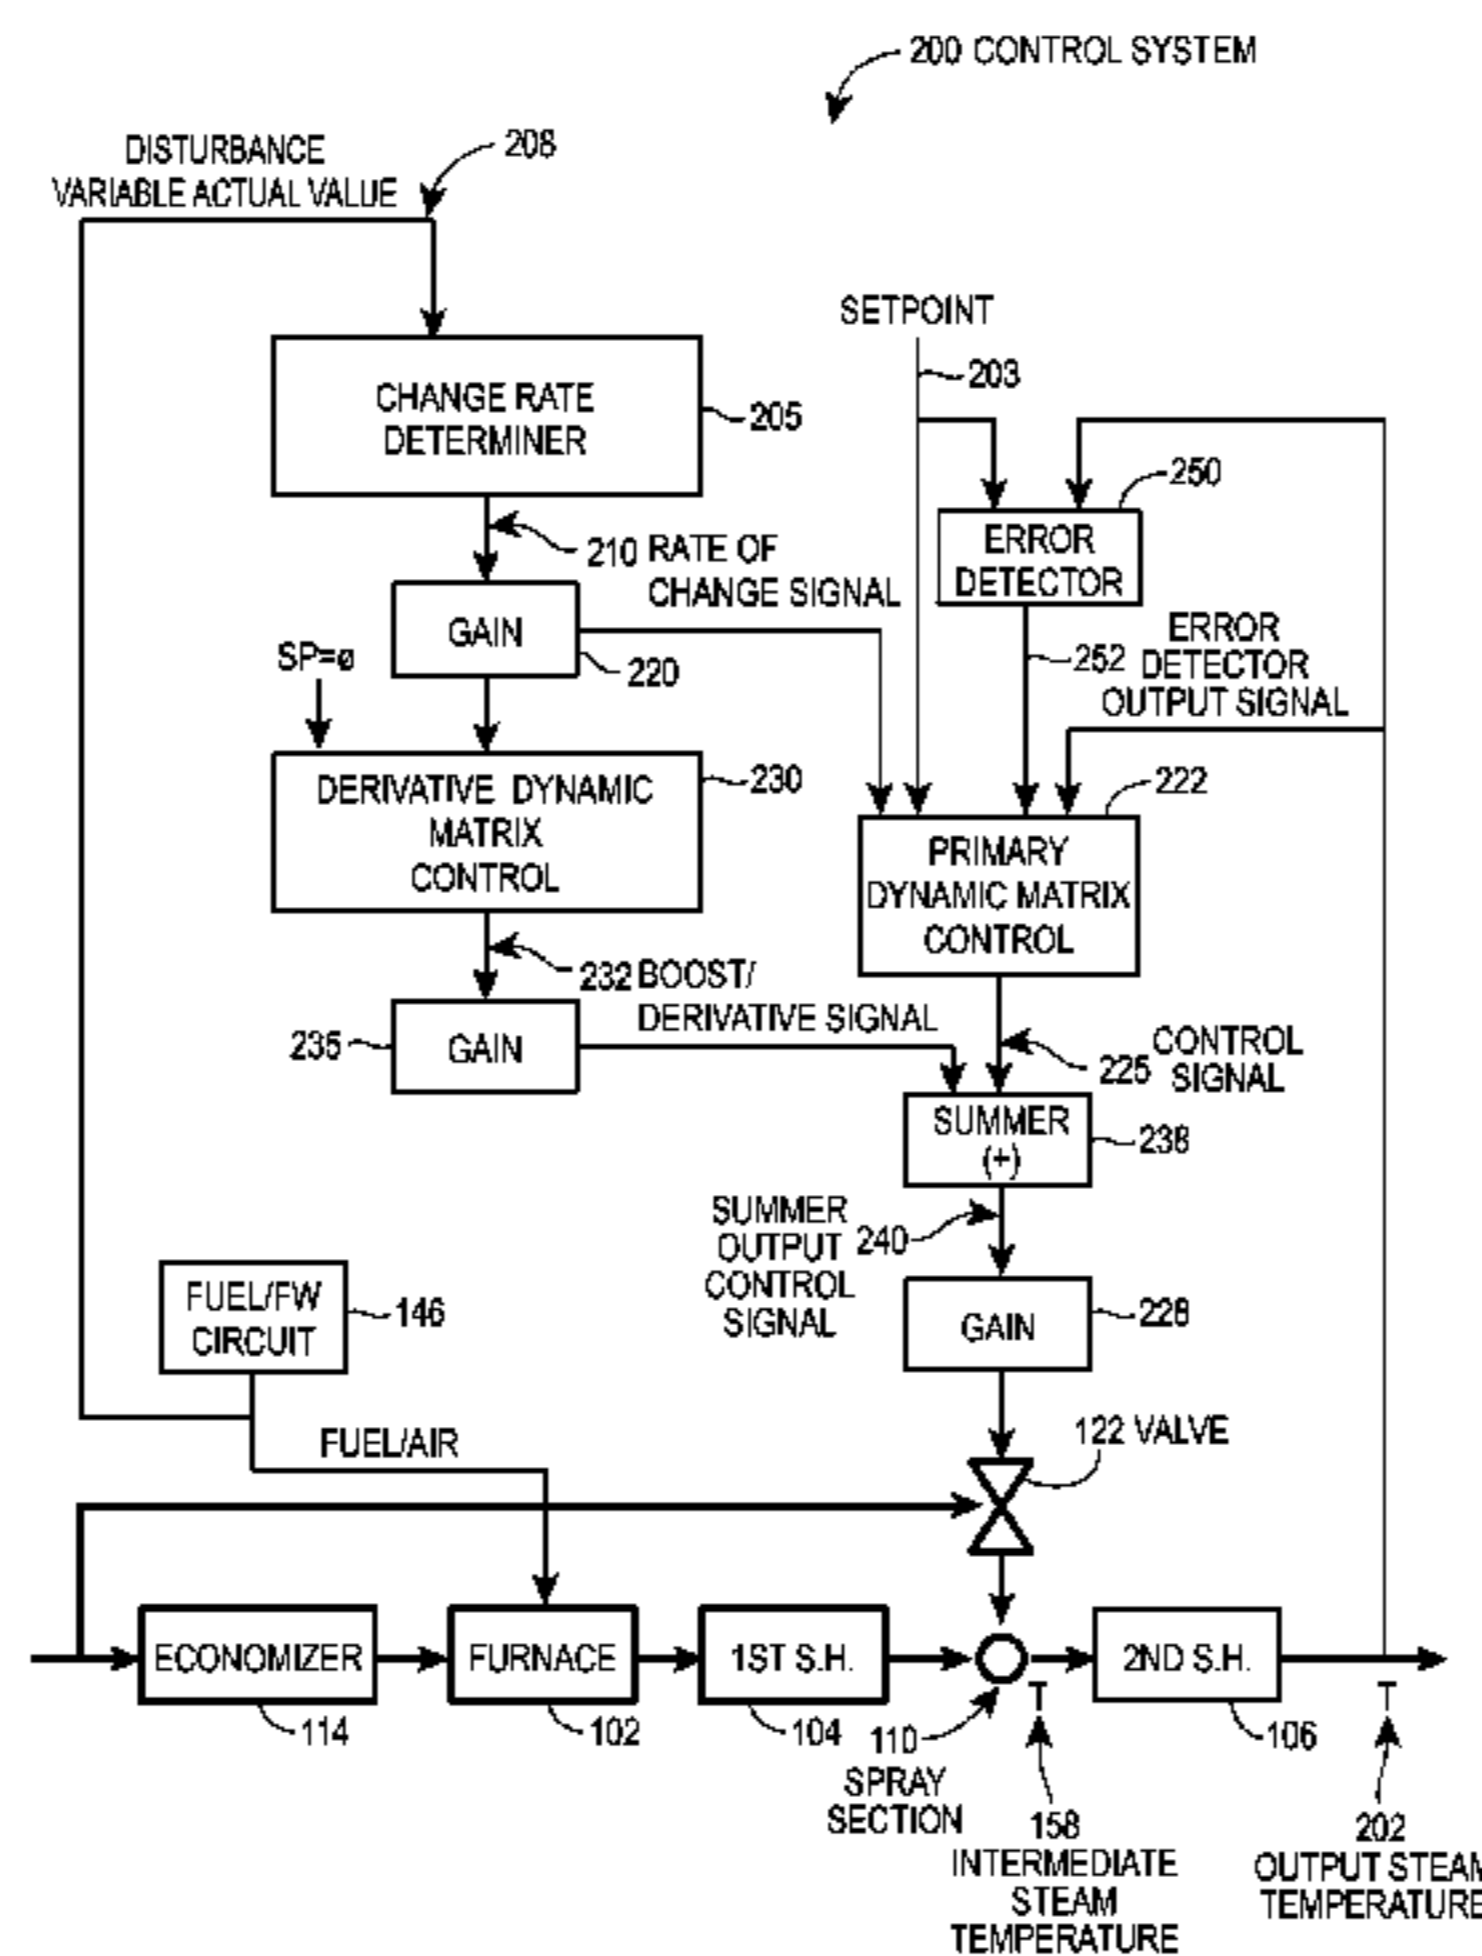 200 CONTROL SYSTEM
DISTURBANCE
VARIABLE ACTUAL VALUE
208
SETPOINT
203
CHANGE RATE
DETERMINER
205
250
ERROR
DETECTOR
210 RATE OF
CHANGE SIGNAL
GAIN
220
SP=ø
252
ERROR
DETECTOR
OUTPUT SIGNAL
DERIVATIVE DYNAMIC
MATRIX
CONTROL
230
222
PRIMARY
DYNAMIC MATRIX
CONTROL
232 BOOST/
DERIVATIVE SIGNAL
235
GAIN
225
CONTROL
SIGNAL
SUMMER
(+)
238
SUMMER
OUTPUT
CONTROL
SIGNAL
240
FUEL/FW
CIRCUIT
146
GAIN
228
FUEL/AIR
122 VALVE
ECONOMIZER
FURNACE
1ST S.H.
2ND S.H.
114
102
104
110
SPRAY
SECTION
106
158
INTERMEDIATE
STEAM
TEMPERATURE
202
OUTPUT STEAM
TEMPERATURE
T
T